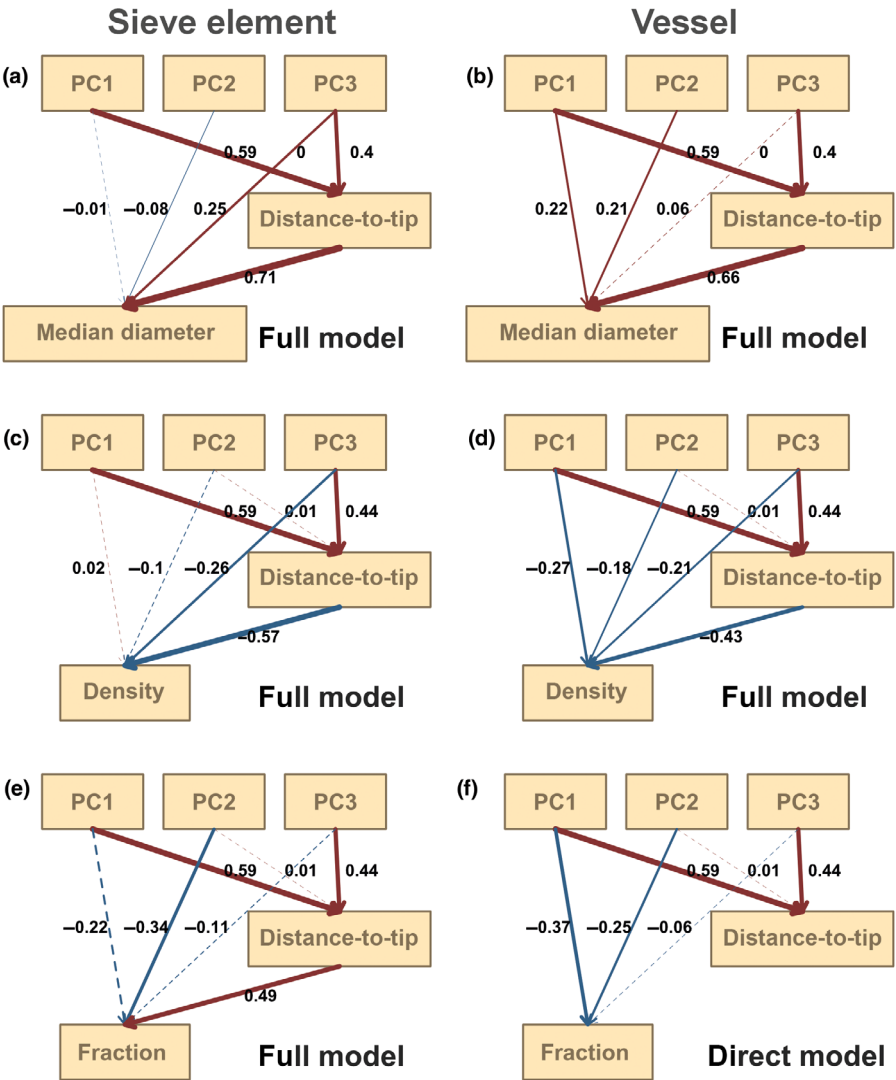 Sieve element
Vessel
(a)
PC1
PC2
PC3
0.59
0
0.4
–0.01
–0.08
0.25
Distance-to-tip
0.71
Median diameter
Full model
(b)
PC1
PC2
PC3
0.59
0
0.4
0.22
0.21
0.06
Distance-to-tip
0.66
Median diameter
Full model
(c)
PC1
PC2
PC3
0.59
0.01
0.44
0.02
–0.1
–0.26
Distance-to-tip
–0.57
Density
Full model
(d)
PC1
PC2
PC3
0.59
0.01
0.44
–0.27
–0.18
–0.21
Distance-to-tip
–0.43
Density
Full model
(e)
PC1
PC2
PC3
0.59
0.01
0.44
–0.22
–0.34
–0.11
Distance-to-tip
0.49
Fraction
Full model
(f)
PC1
PC2
PC3
0.59
0.01
0.44
–0.37
–0.25
–0.06
Distance-to-tip
Fraction
Direct model